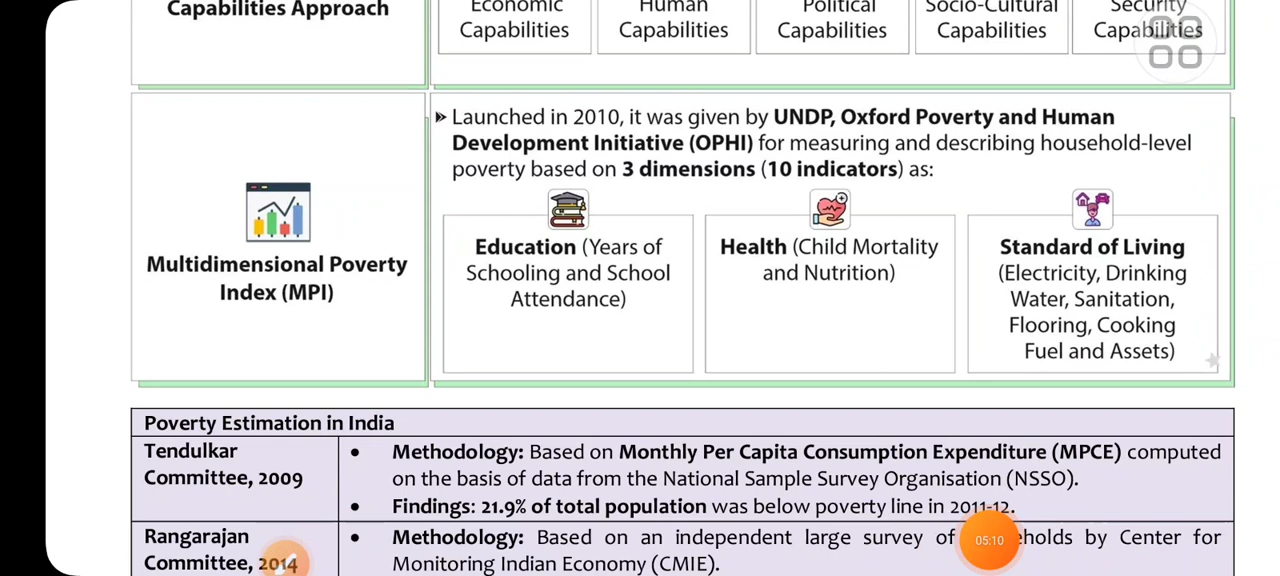 Capabilities Approach
Economic
Capabilities
Human
Capabilities
Political
Capabilities
Socio-Cultural
Capabilities
Security
Capabilities
Launched in 2010, it was given by UNDP, Oxford Poverty and Human
Development Initiative (OPHI) for measuring and describing household-level
poverty based on 3 dimensions (10 indicators) as:
Multidimensional Poverty
Index (MPI)
Education (Years of
Schooling and School
Attendance)
Health (Child Mortality
and Nutrition)
Standard of Living
(Electricity, Drinking
Water, Sanitation,
Flooring, Cooking
Fuel and Assets)
Poverty Estimation in India
Tendulkar
Committee, 2009
• Methodology: Based on Monthly Per Capita Consumption Expenditure (MPCE) computed
on the basis of data from the National Sample Survey Organisation (NSSO).
• Findings: 21.9% of total population was below poverty line in 2011-12.
Rangarajan
Committee, 2014
• Methodology: Based on an independent large survey of by Center for
Monitoring Indian Economy (CMIE).
05:10